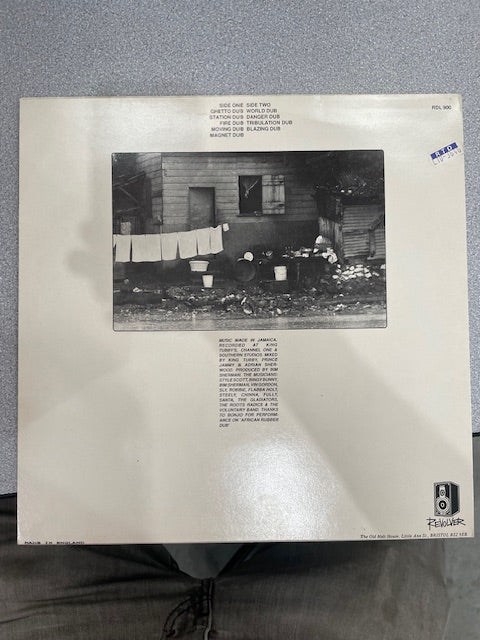 SIDE ONE SIDE TWO
GHETTO DUB WORLD DUB
STATION DUB DANGER DUB
FIRE DUB TRIBULATION DUB
MOVING DUB BLAZING DUB
MAGNET DUB
RDL 900
RTD
MUSIC MADE IN JAMAICA,
RECORDED AT KING
TUBBY'S, CHANNEL ONE &
SOUTHERN STUDIOS. MIXED
BY KING TUBBY, PRINCE
JAMMY & ADRIAN SHER-
WOOD. PRODUCED BY BIM
SHERMAN. THE MUSICIANS:
STYLE SCOTT, BINGY BUNNY,
BIM SHERMAN, VIN GORDON,
SLY, ROBBIE, FLABBA HOLT,
STEELY, CHINNA, FULLY,
SANTA, THE GLADIATORS,
THE ROOTS RADICS & THE
VOLUNTARY BAND. THANKS
TO BONJO FOR PERFORM-
ANCE ON 'AFRICAN RUBBER
DUB'
REVOLVER
The Old Malt House, Little Ann St., BRISTOL BS2 9EB
MADE IN ENGLAND